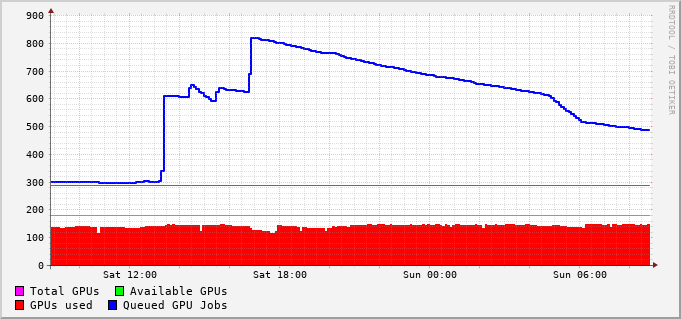 900
800
700
600
500
400
300
200
100
0
Sat 12:00 Sat 18:00 Sun 00:00 Sun 06:00
Total GPUs Available GPUs
GPUs used Queued GPU Jobs
RRDTOOL / TOBI OETIKER